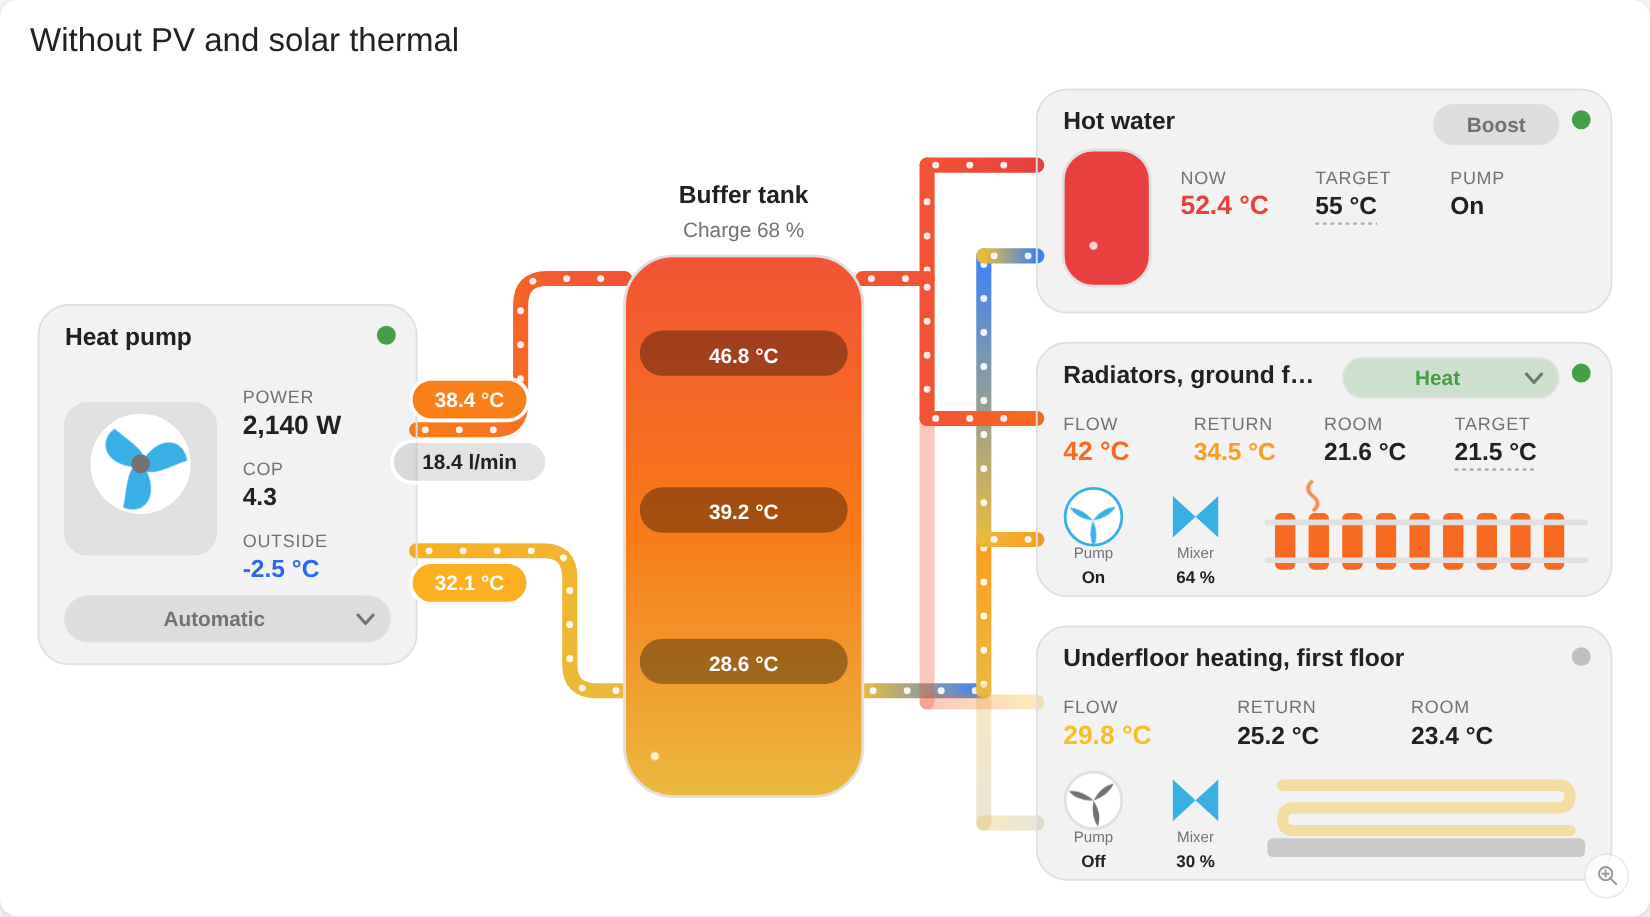 Without PV and solar thermal
Heat pump
POWER
2,140 W
COP
4.3
OUTSIDE
-2.5 °C
Automatic
38.4 °C
18.4 l/min
32.1 °C
Buffer tank
Charge 68 %
46.8 °C
39.2 °C
28.6 °C
Hot water
Boost
NOW
TARGET
PUMP
52.4 °C
55 °C
On
Radiators, ground f…
Heat
FLOW
RETURN
ROOM
TARGET
42 °C
34.5 °C
21.6 °C
21.5 °C
Pump
On
Mixer
64 %
Underfloor heating, first floor
FLOW
RETURN
ROOM
29.8 °C
25.2 °C
23.4 °C
Pump
Off
Mixer
30 %